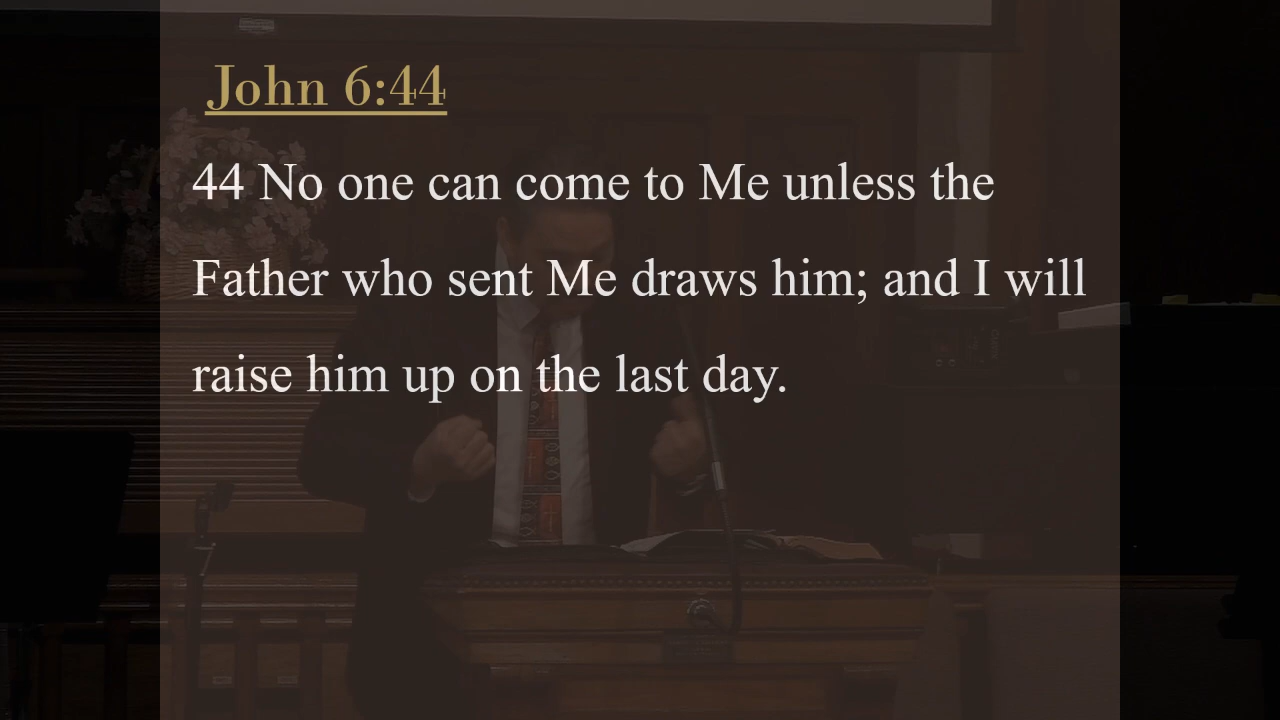 John 6:44
44 No one can come to Me unless the
Father who sent Me draws him; and I will
raise him up on the last day.